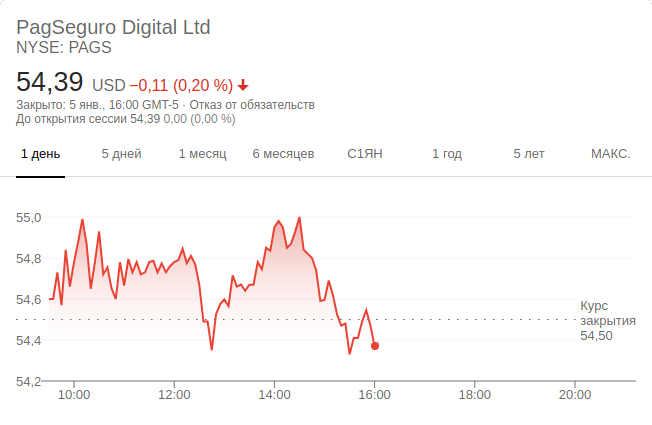 PagSeguro Digital Ltd
NYSE: PAGS
54,39 USD −0,11 (0,20 %)
Закрыто: 5 янв., 16:00 GMT-5 · Отказ от обязательств
До открытия сессии 54,39 0,00 (0,00 %)
1 день 5 дней 1 месяц 6 месяцев С1ЯН 1 год 5 лет МАКС.
55,0
54,8
54,6
54,4
54,2
Курс
закрытия
54,50
10:00 12:00 14:00 16:00 18:00 20:00